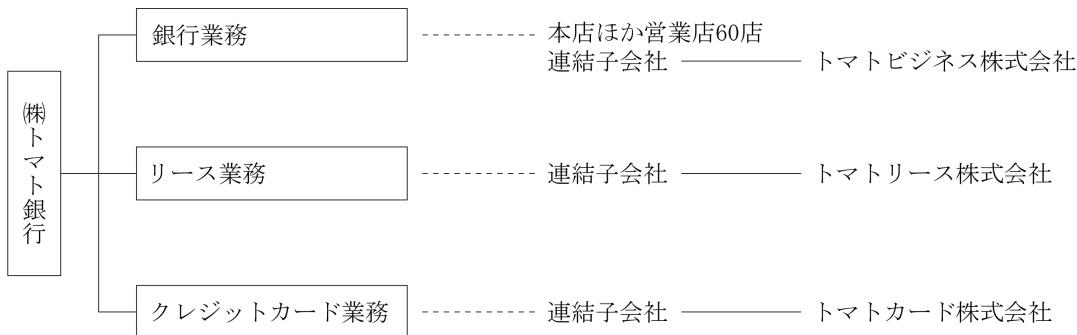 ㈱トマト銀行
銀行業務
本店ほか営業店60店
連結子会社
トマトビジネス株式会社
リース業務
連結子会社
トマトリース株式会社
クレジットカード業務
連結子会社
トマトカード株式会社